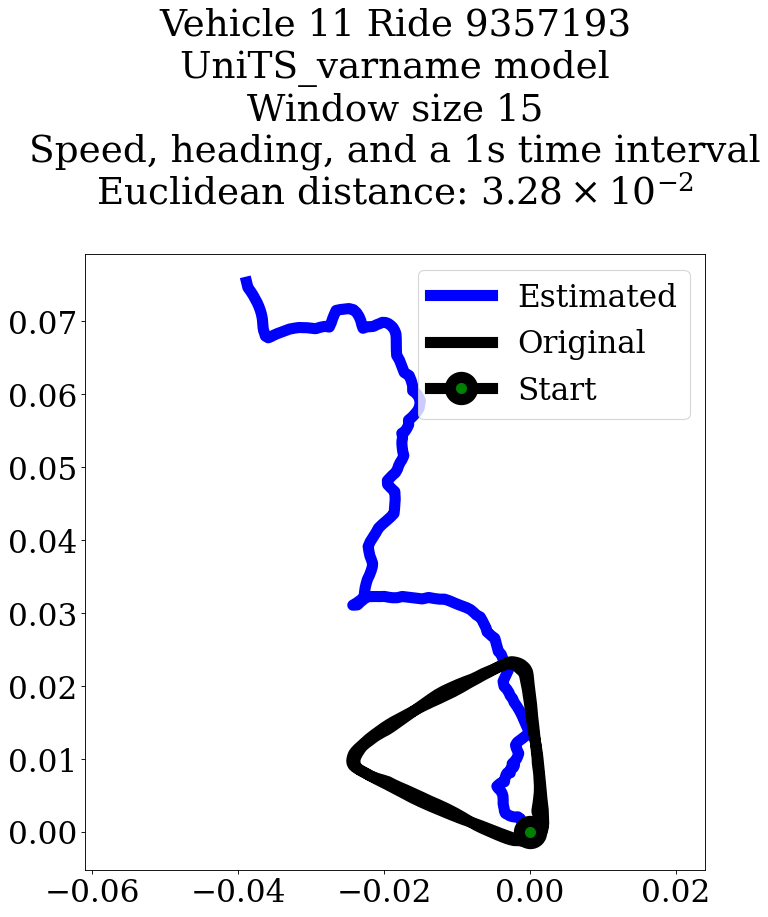 Vehicle 11 Ride 9357193
UniTS_varname model
Window size 15
Speed, heading, and a 1s time interval
Euclidean distance: 3.28 × 10⁻²
Estimated
Original
Start
0.07
0.06
0.05
0.04
0.03
0.02
0.01
0.00
−0.06 −0.04 −0.02 0.00 0.02